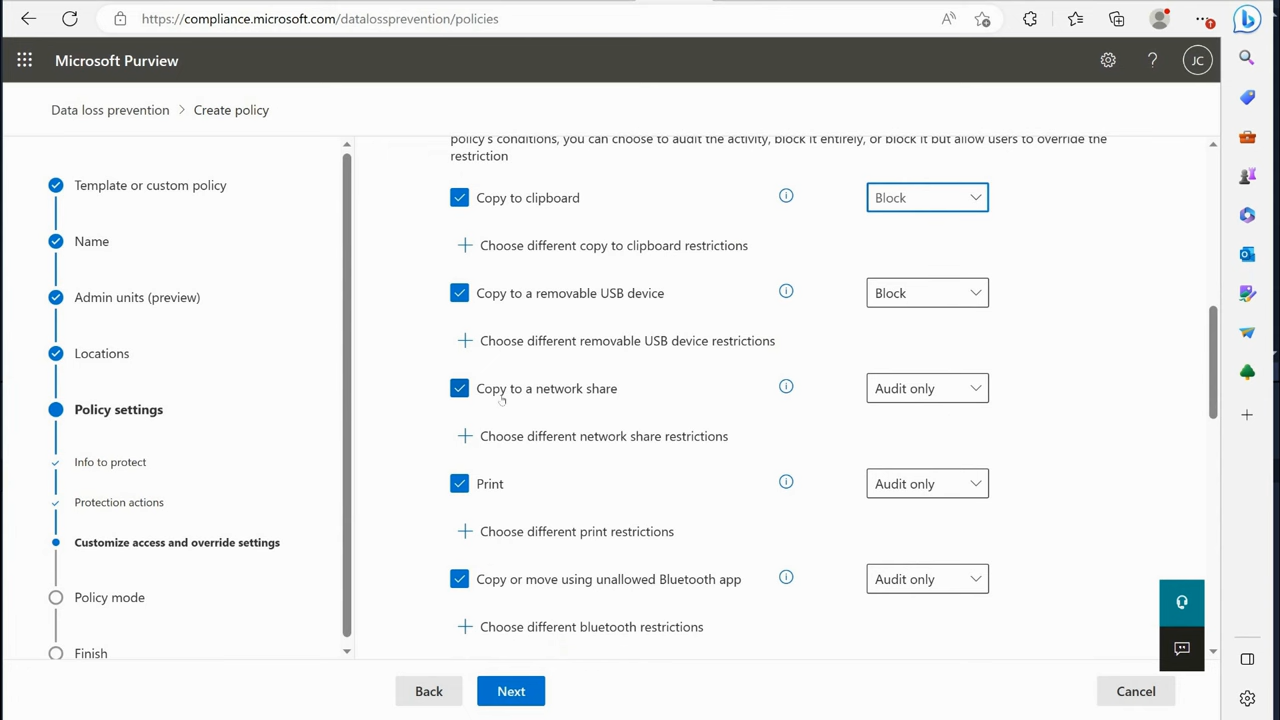 https://compliance.microsoft.com/datalossprevention/policies
Microsoft Purview
JC
Data loss prevention > Create policy
Template or custom policy
Name
Admin units (preview)
Locations
Policy settings
Info to protect
Protection actions
Customize access and override settings
Policy mode
Finish
policy's conditions, you can choose to audit the activity, block it entirely, or block it but allow users to override the
restriction
Copy to clipboard Block
Choose different copy to clipboard restrictions
Copy to a removable USB device Block
Choose different removable USB device restrictions
Copy to a network share Audit only
Choose different network share restrictions
Print Audit only
Choose different print restrictions
Copy or move using unallowed Bluetooth app Audit only
Choose different bluetooth restrictions
Back Next Cancel